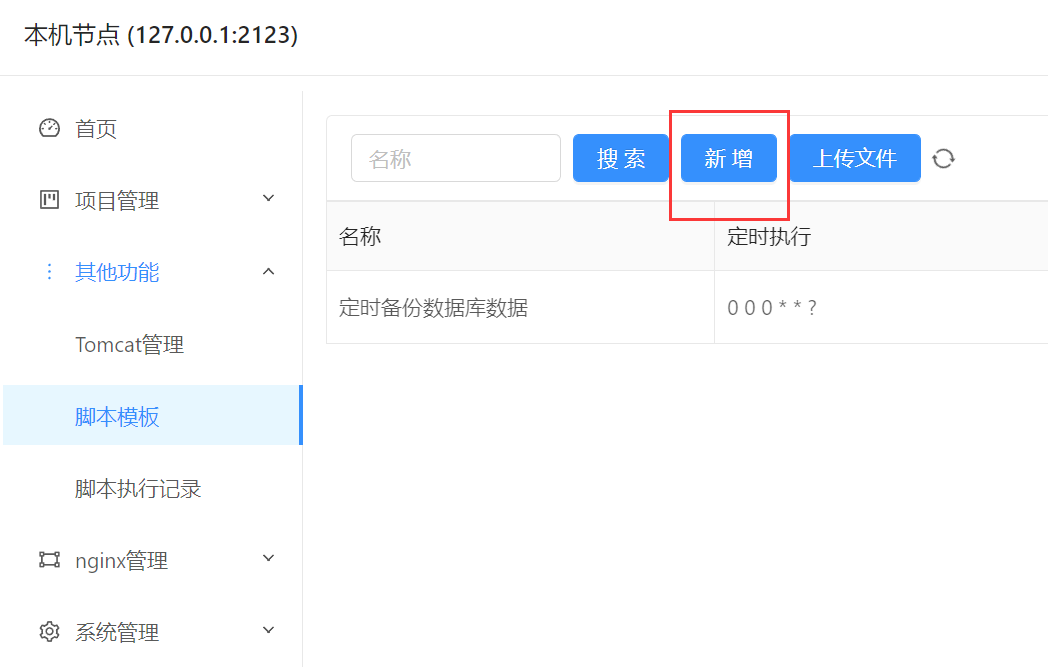 本机节点 (127.0.0.1:2123)
首页
项目管理
其他功能
Tomcat管理
脚本模板
脚本执行记录
nginx管理
系统管理
名称 搜 索 新 增 上传文件
名称 定时执行
定时备份数据库数据 0 0 0 * * ?